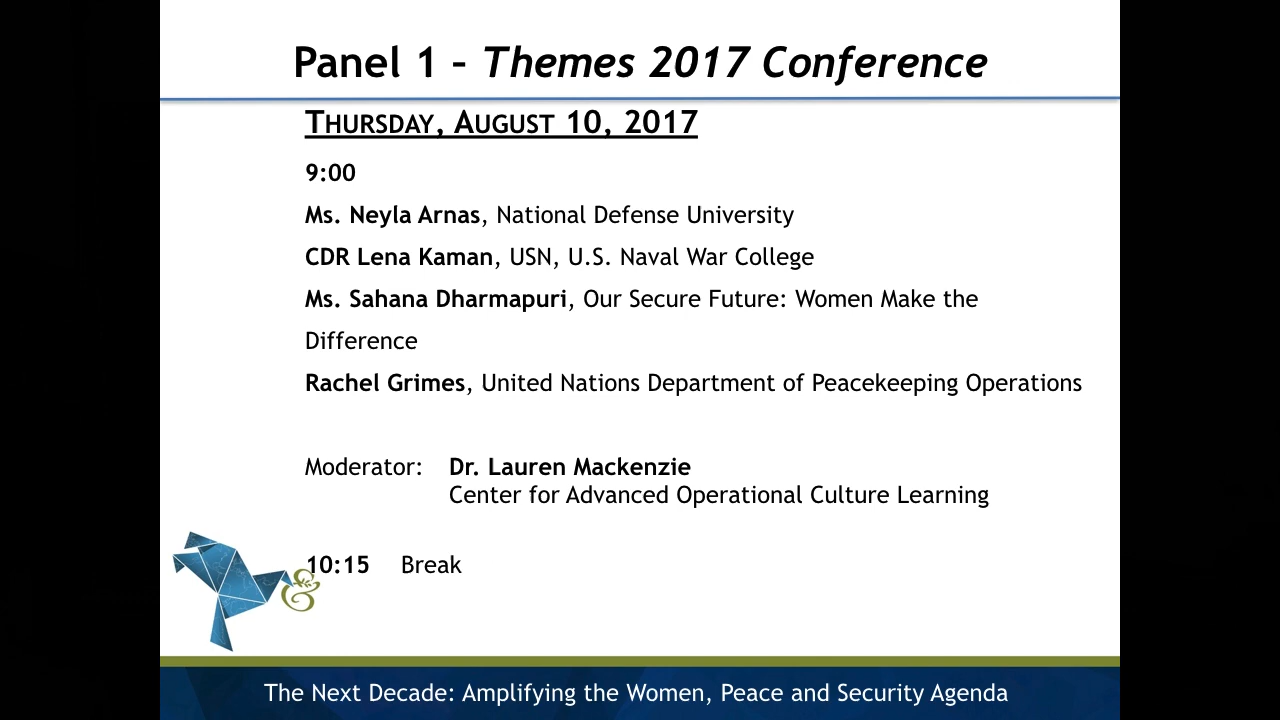 Panel 1 – Themes 2017 Conference
THURSDAY, AUGUST 10, 2017
9:00
Ms. Neyla Arnas, National Defense University
CDR Lena Kaman, USN, U.S. Naval War College
Ms. Sahana Dharmapuri, Our Secure Future: Women Make the
Difference
Rachel Grimes, United Nations Department of Peacekeeping Operations
Moderator: Dr. Lauren Mackenzie
Center for Advanced Operational Culture Learning
&
10:15 Break
The Next Decade: Amplifying the Women, Peace and Security Agenda